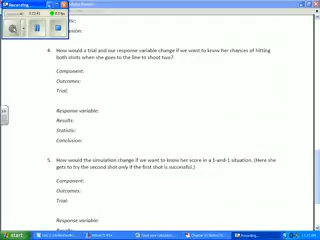 Recording...
4. How would a trial and our response variable change if we want to know her chances of hitting
both shots when she goes to the line to shoot two?
Component:
Outcomes:
Trial:
Response variable:
Results:
Statistic:
Conclusion:
5. How would the simulation change if we want to know her score in a 1-and-1 situation. (Here she
gets to try the second shot only if the first shot is successful.)
Component:
Outcomes:
Trial:
Response variable:
Results:
start
Recording...